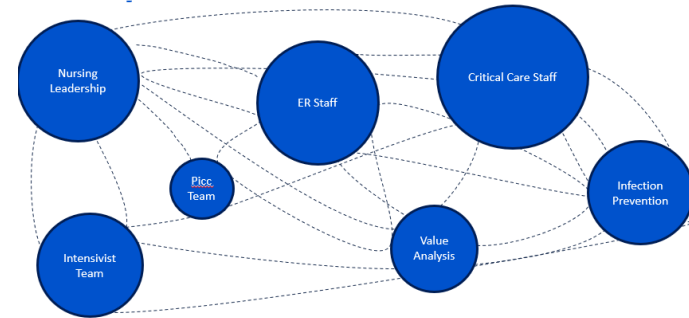 Nursing
Leadership
ER Staff
Critical Care Staff
Picc
Team
Infection
Prevention
Intensivist
Team
Value
Analysis